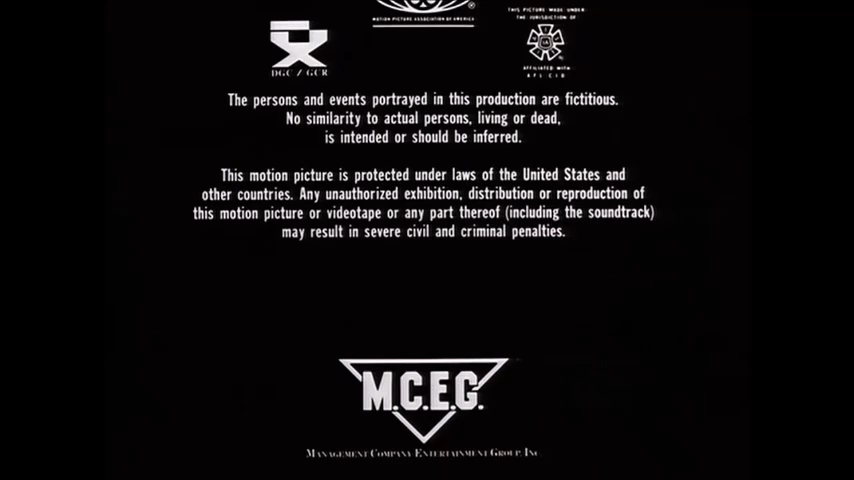 MOTION PICTURE ASSOCIATION OF AMERICA
®
THIS PICTURE MADE UNDER
THE JURISDICTION OF
DGC / GCR
AFFILIATED WITH
AFL CIO
The persons and events portrayed in this production are fictitious.
No similarity to actual persons, living or dead,
is intended or should be inferred.
This motion picture is protected under laws of the United States and
other countries. Any unauthorized exhibition, distribution or reproduction of
this motion picture or videotape or any part thereof (including the soundtrack)
may result in severe civil and criminal penalties.
M.C.E.G.
MANAGEMENT COMPANY ENTERTAINMENT GROUP, INC